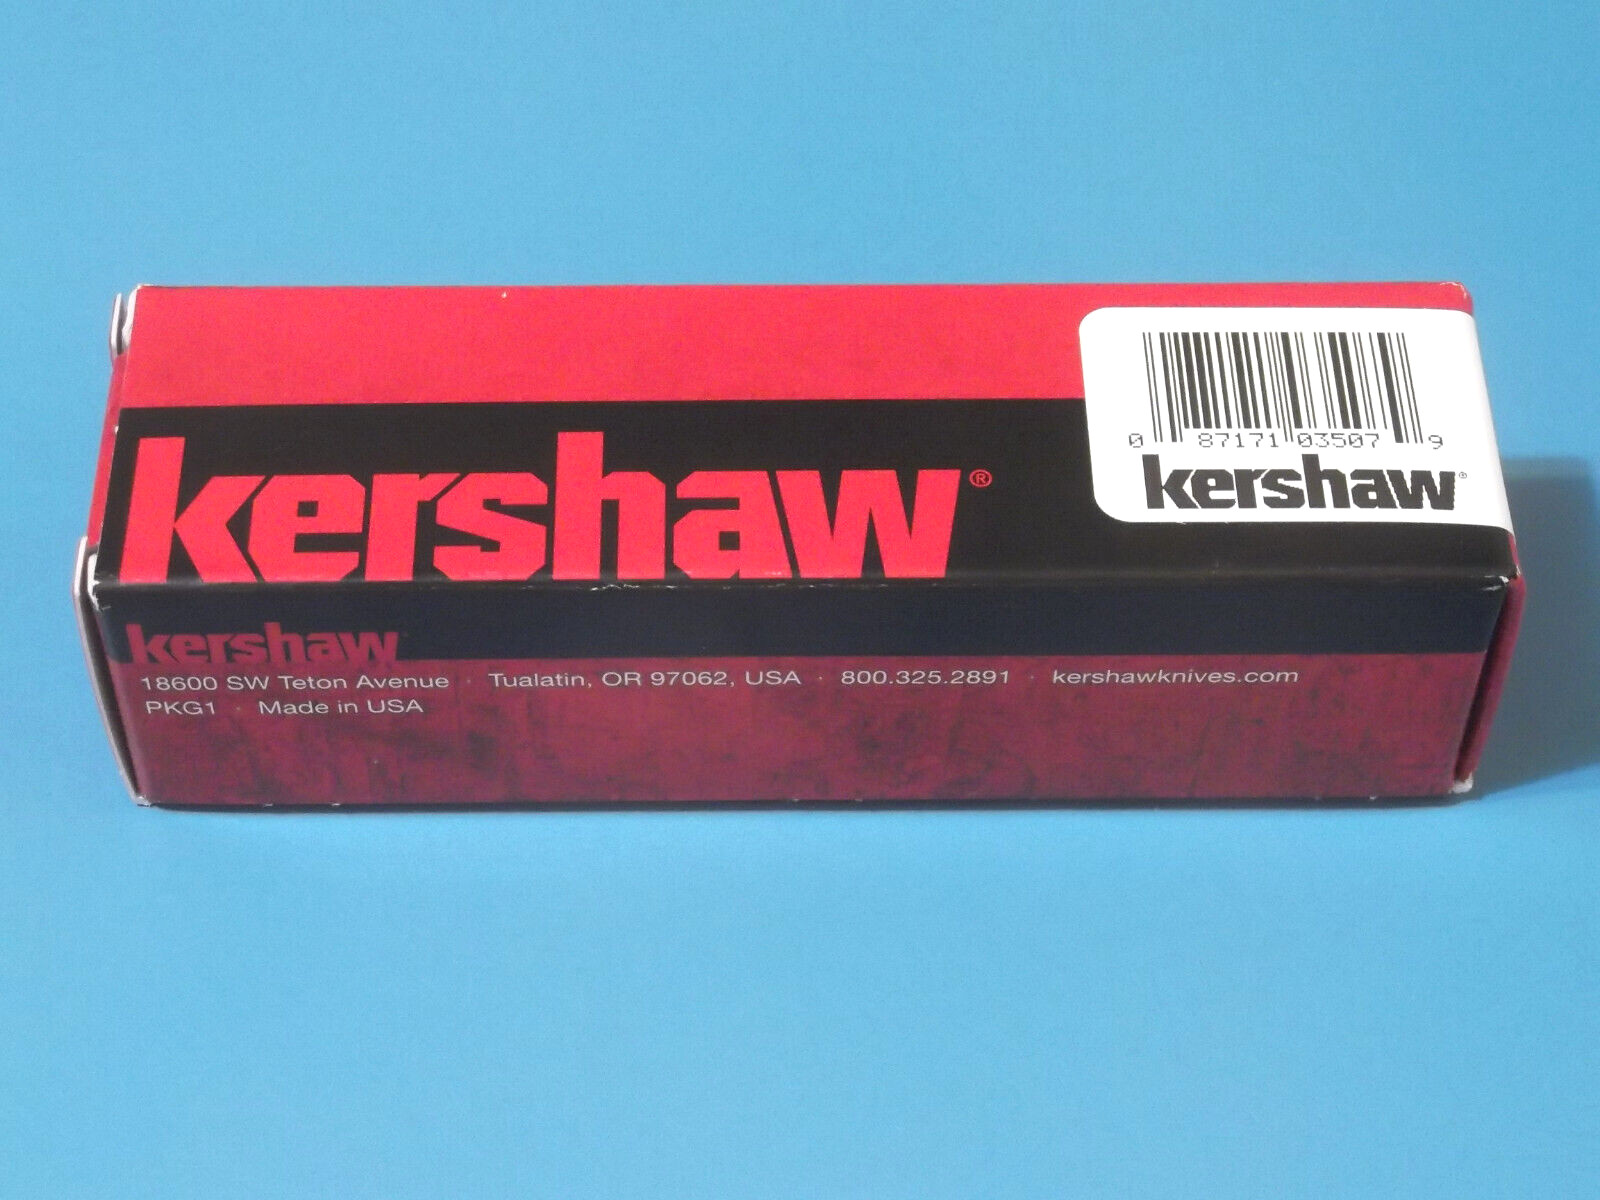 0 87171 03507 9
kershaw®
kershaw®
kershaw
18600 SW Teton Avenue · Tualatin, OR 97062, USA · 800.325.2891 · kershawknives.com
PKG1 · Made in USA